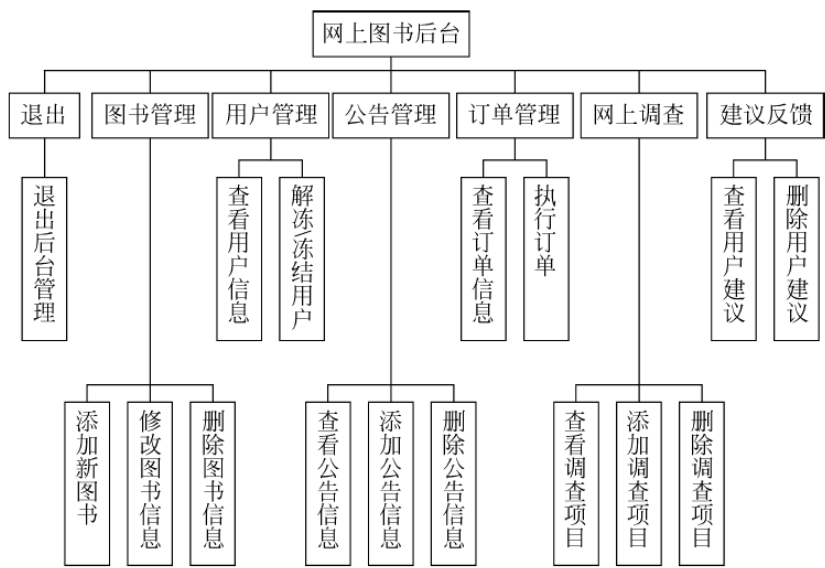 网上图书后台
退出
图书管理
用户管理
公告管理
订单管理
网上调查
建议反馈
退出后台管理
查看用户信息
解冻/冻结用户
查看订单信息
执行订单
查看用户建议
删除用户建议
添加新图书
修改图书信息
删除图书信息
查看公告信息
添加公告信息
删除公告信息
查看调查项目
添加调查项目
删除调查项目